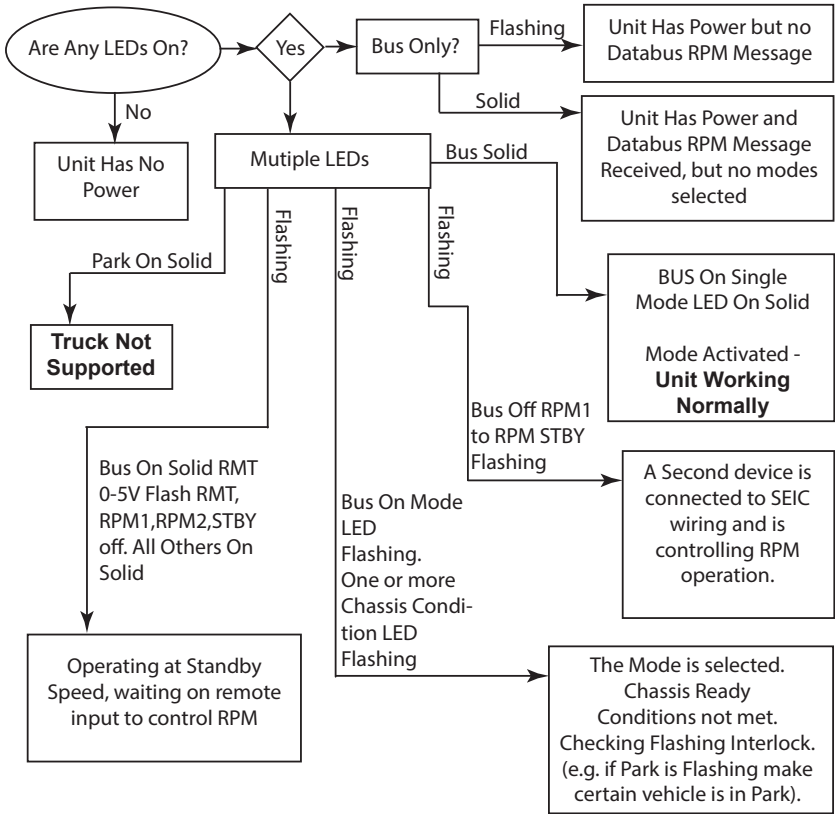 Are Any LEDs On?
Yes
Bus Only?
Flashing
Unit Has Power but no
Databus RPM Message
Solid
Unit Has Power and
Databus RPM Message
Received, but no modes
selected
No
Unit Has No
Power
Mutiple LEDs
Bus Solid
BUS On Single
Mode LED On Solid
Mode Activated -
Unit Working
Normally
Park On Solid
Truck Not
Supported
Flashing
Flashing
Flashing
Bus On Solid RMT
0-5V Flash RMT,
RPM1,RPM2,STBY
off. All Others On
Solid
Operating at Standby
Speed, waiting on remote
input to control RPM
Bus On Mode
LED
Flashing.
One or more
Chassis Condi-
tion LED
Flashing
The Mode is selected.
Chassis Ready
Conditions not met.
Checking Flashing Interlock.
(e.g. if Park is Flashing make
certain vehicle is in Park).
Bus Off RPM1
to RPM STBY
Flashing
A Second device is
connected to SEIC
wiring and is
controlling RPM
operation.